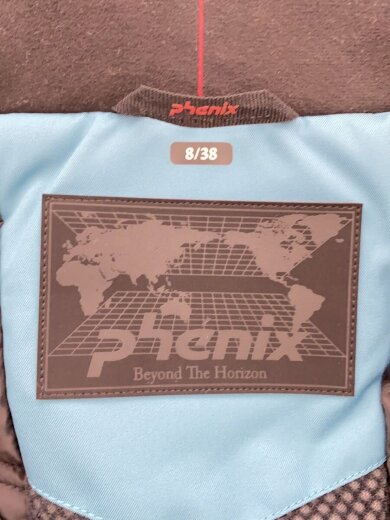 phenix
8/38
phenix
Beyond The Horizon